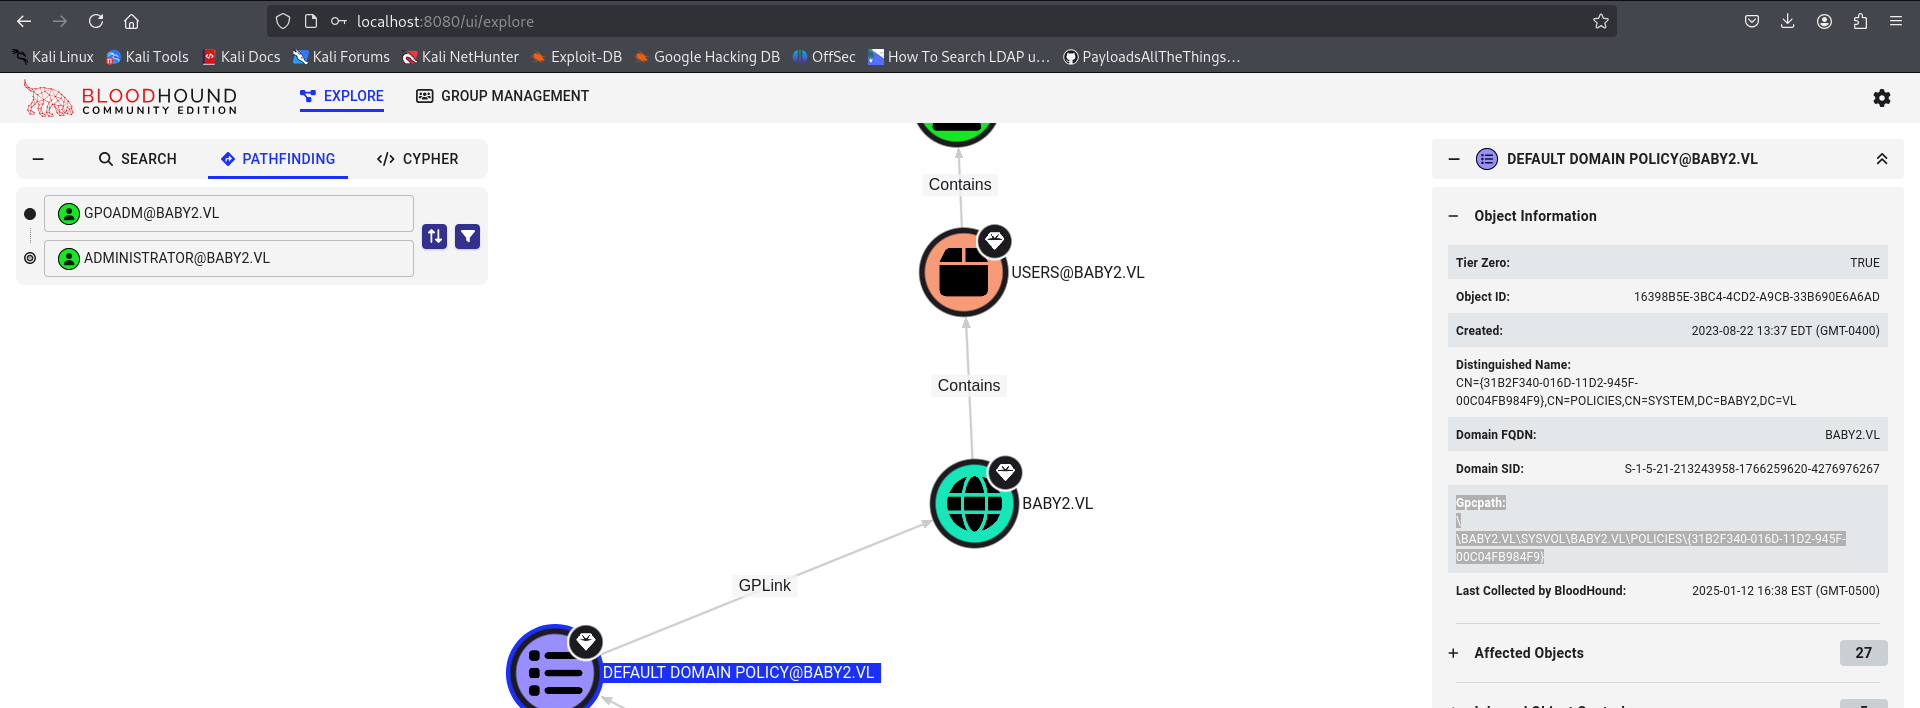 localhost:8080/ui/explore
Kali Linux
Kali Tools
Kali Docs
Kali Forums
Kali NetHunter
Exploit-DB
Google Hacking DB
OffSec
How To Search LDAP u…
PayloadsAllTheThings…
BLOODHOUND
COMMUNITY EDITION
EXPLORE
GROUP MANAGEMENT
SEARCH
PATHFINDING
CYPHER
GPOADM@BABY2.VL
ADMINISTRATOR@BABY2.VL
Contains
USERS@BABY2.VL
Contains
BABY2.VL
GPLink
DEFAULT DOMAIN POLICY@BABY2.VL
DEFAULT DOMAIN POLICY@BABY2.VL
Object Information
Tier Zero: TRUE
Object ID: 16398B5E-3BC4-4CD2-A9CB-33B690E6A6AD
Created: 2023-08-22 13:37 EDT (GMT-0400)
Distinguished Name:
CN={31B2F340-016D-11D2-945F-
00C04FB984F9},CN=POLICIES,CN=SYSTEM,DC=BABY2,DC=VL
Domain FQDN: BABY2.VL
Domain SID: S-1-5-21-213243958-1766259620-4276976267
Gpcpath:
\
\BABY2.VL\SYSVOL\BABY2.VL\POLICIES\{31B2F340-016D-11D2-945F-
00C04FB984F9}
Last Collected by BloodHound: 2025-01-12 16:38 EST (GMT-0500)
Affected Objects 27